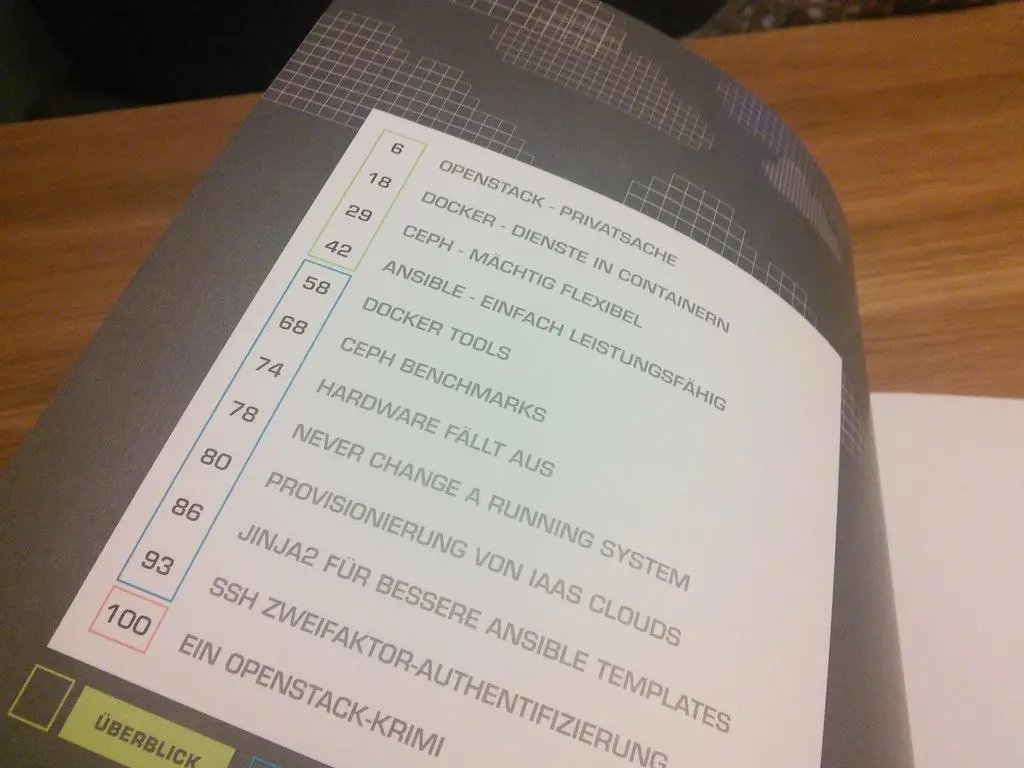 6 OPENSTACK - PRIVATSACHE
18 DOCKER - DIENSTE IN CONTAINERN
29 CEPH - MÄCHTIG FLEXIBEL
42 ANSIBLE - EINFACH LEISTUNGSFÄHIG
58 DOCKER TOOLS
68 CEPH BENCHMARKS
74 HARDWARE FÄLLT AUS
78 NEVER CHANGE A RUNNING SYSTEM
80 PROVISIONIERUNG VON IAAS CLOUDS
86 JINJA2 FÜR BESSERE ANSIBLE TEMPLATES
93 SSH ZWEIFAKTOR-AUTHENTIFIZIERUNG
100 EIN OPENSTACK-KRIMI
ÜBERBLICK